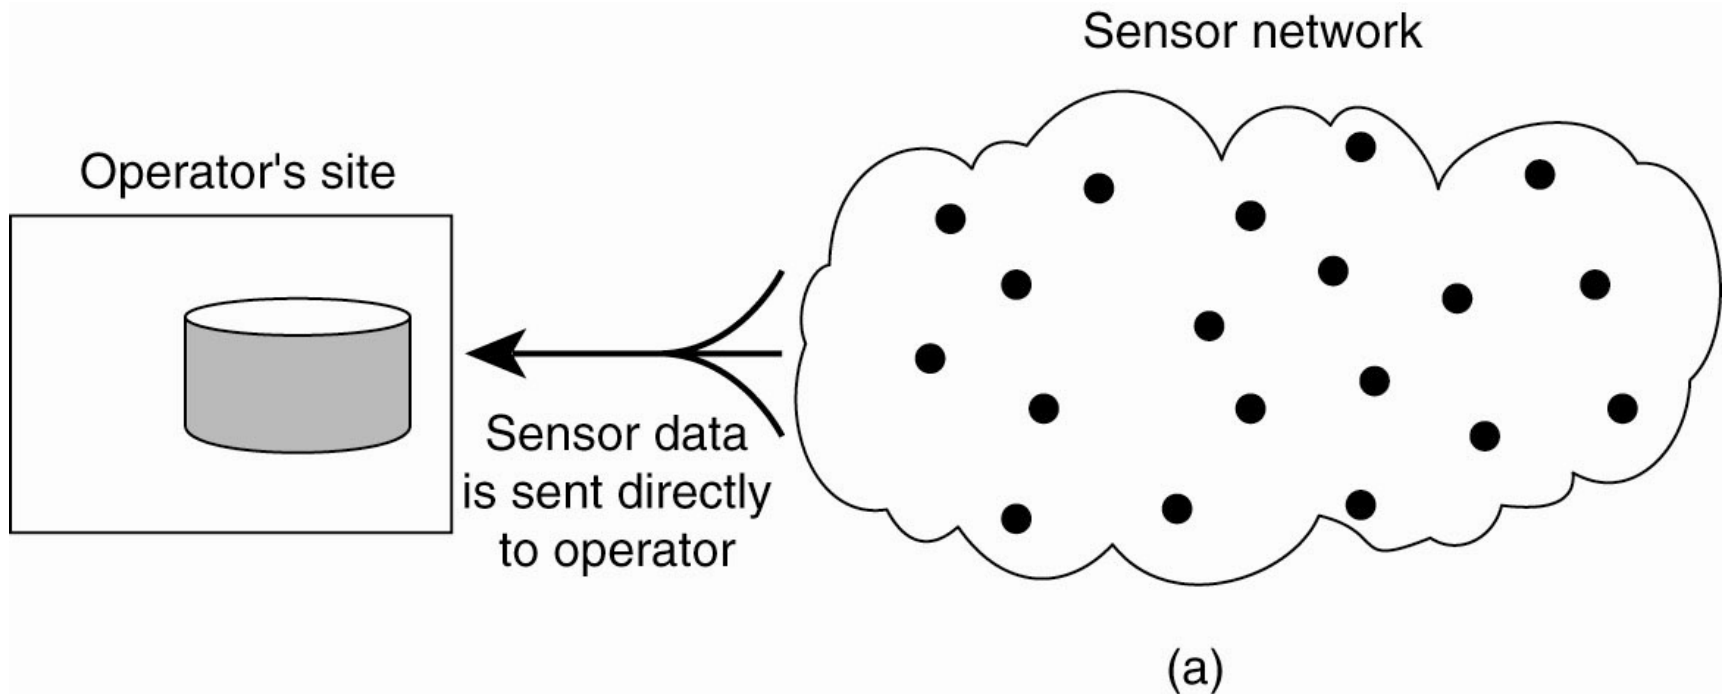 Sensor network
Operator's site
Sensor data
is sent directly
to operator
(a)